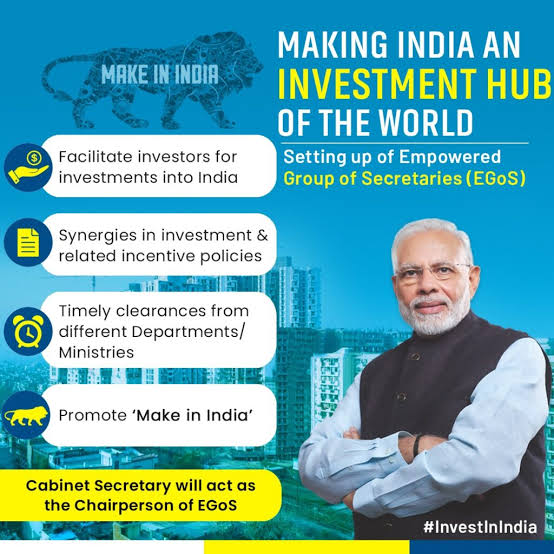 MAKE IN INDIA
MAKING INDIA AN
INVESTMENT HUB
OF THE WORLD
Setting up of Empowered
Group of Secretaries (EGoS)
Facilitate investors for
investments into India
Synergies in investment &
related incentive policies
Timely clearances from
different Departments/
Ministries
Promote ‘Make in India’
Cabinet Secretary will act as
the Chairperson of EGoS
#InvestInIndia